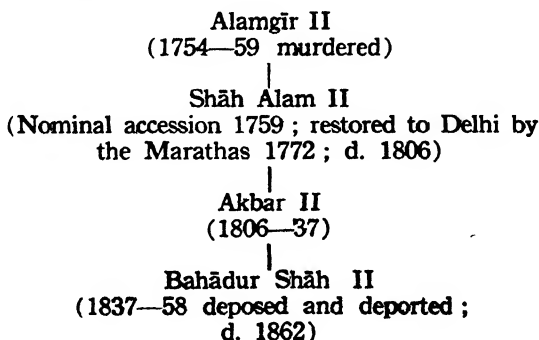 Alamgīr II
(1754—59 murdered)
Shāh Alam II
(Nominal accession 1759 ; restored to Delhi by
the Marathas 1772 ; d. 1806)
Akbar II
(1806—37)
Bahādur Shāh II
(1837—58 deposed and deported ;
d. 1862)